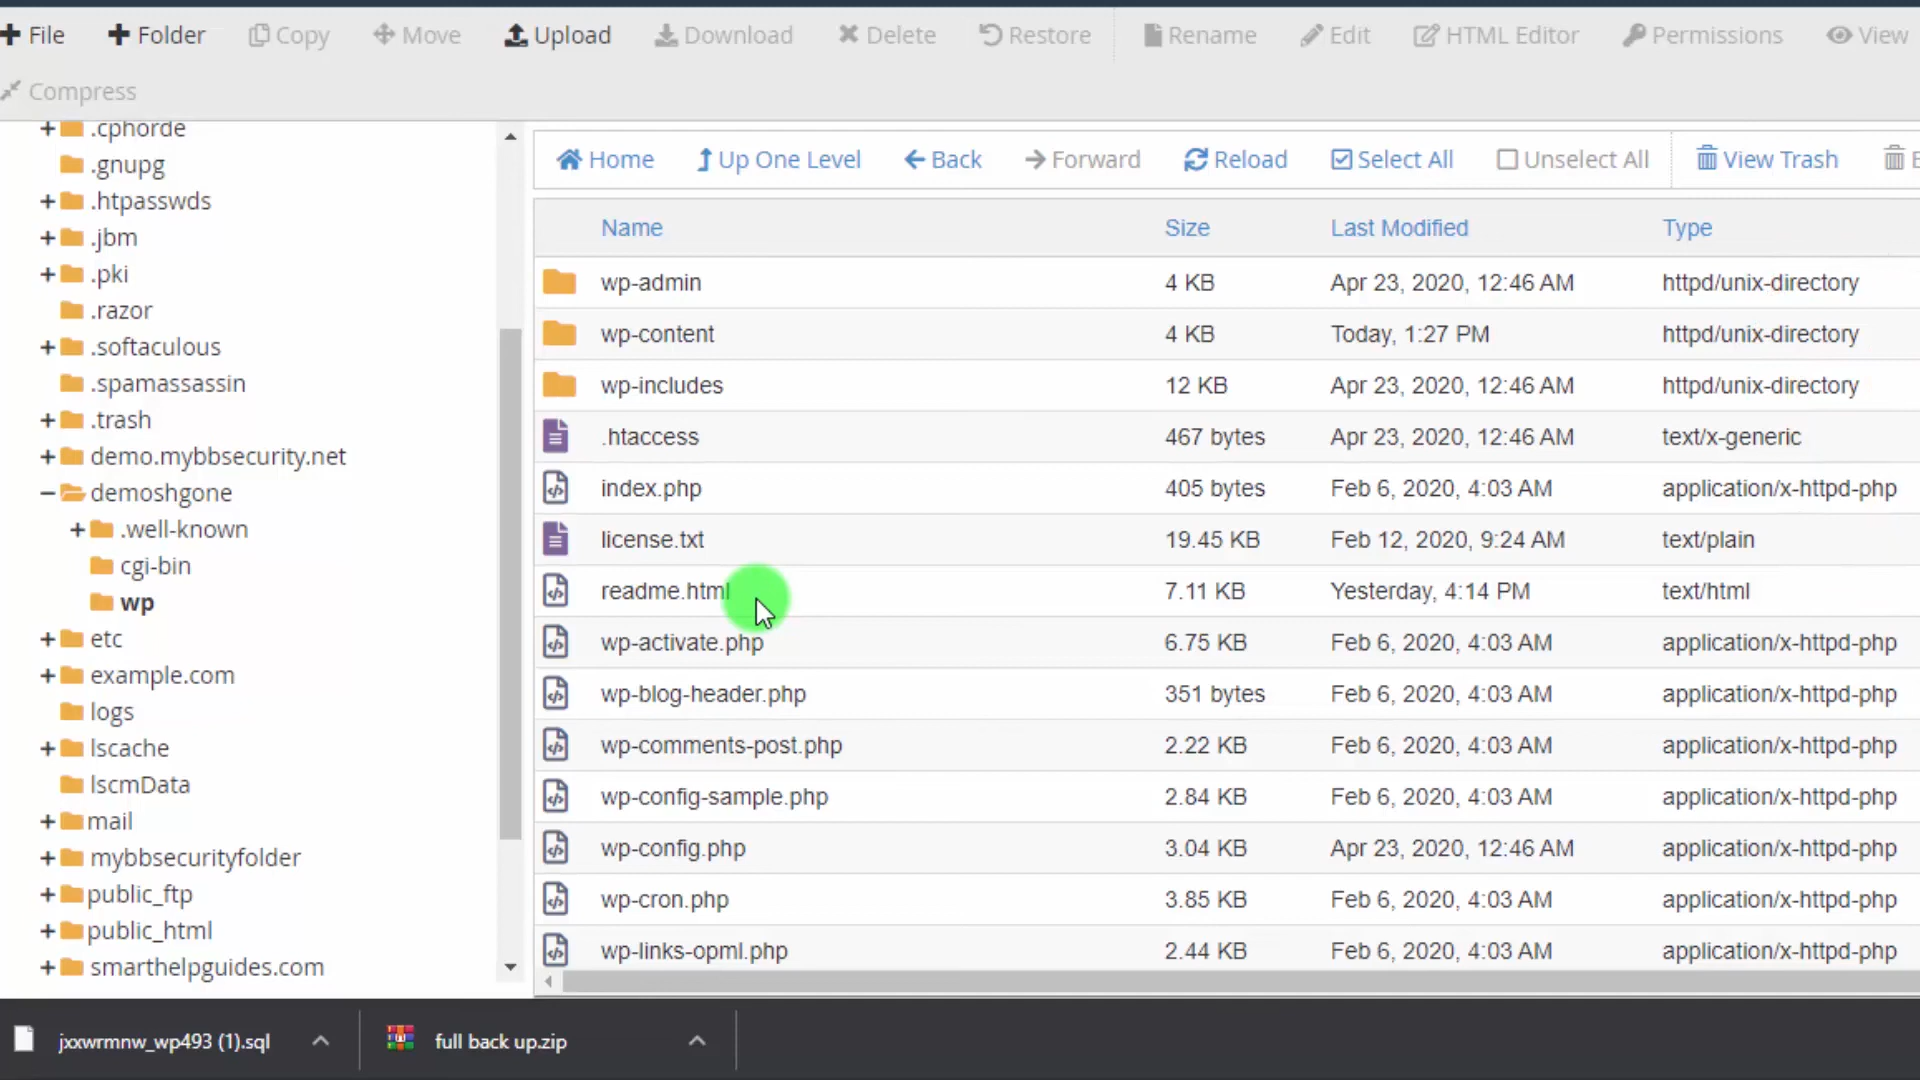 File Folder Copy Move Upload Download Delete Restore Rename Edit HTML Editor Permissions View
Compress
.cphorde
.gnupg
.htpasswds
.jbm
.pki
.razor
.softaculous
.spamassassin
.trash
demo.mybbsecurity.net
demoshgone
.well-known
cgi-bin
wp
etc
example.com
logs
lscache
lscmData
mail
mybbsecurityfolder
public_ftp
public_html
smarthelpguides.com
Home Up One Level Back Forward Reload Select All Unselect All View Trash
Name Size Last Modified Type
wp-admin 4 KB Apr 23, 2020, 12:46 AM httpd/unix-directory
wp-content 4 KB Today, 1:27 PM httpd/unix-directory
wp-includes 12 KB Apr 23, 2020, 12:46 AM httpd/unix-directory
.htaccess 467 bytes Apr 23, 2020, 12:46 AM text/x-generic
index.php 405 bytes Feb 6, 2020, 4:03 AM application/x-httpd-php
license.txt 19.45 KB Feb 12, 2020, 9:24 AM text/plain
readme.html 7.11 KB Yesterday, 4:14 PM text/html
wp-activate.php 6.75 KB Feb 6, 2020, 4:03 AM application/x-httpd-php
wp-blog-header.php 351 bytes Feb 6, 2020, 4:03 AM application/x-httpd-php
wp-comments-post.php 2.22 KB Feb 6, 2020, 4:03 AM application/x-httpd-php
wp-config-sample.php 2.84 KB Feb 6, 2020, 4:03 AM application/x-httpd-php
wp-config.php 3.04 KB Apr 23, 2020, 12:46 AM application/x-httpd-php
wp-cron.php 3.85 KB Feb 6, 2020, 4:03 AM application/x-httpd-php
wp-links-opml.php 2.44 KB Feb 6, 2020, 4:03 AM application/x-httpd-php
jxxwrmnw_wp493 (1).sql full back up.zip